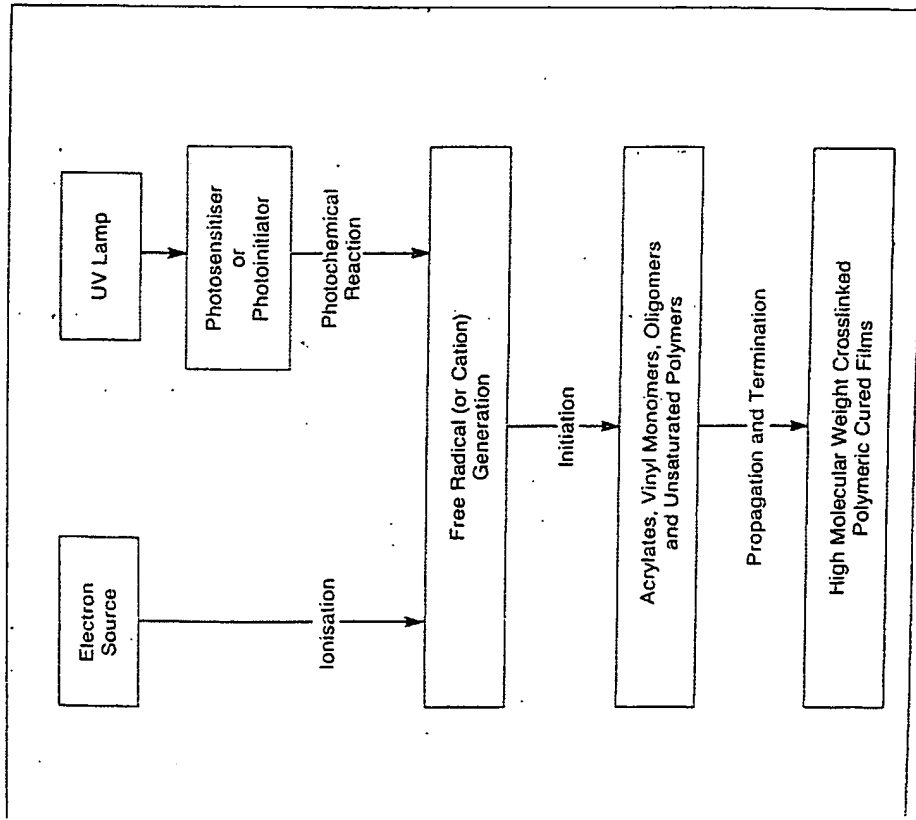 Electron
Source
UV Lamp
Photosensitiser
or
Photoinitiator
Ionisation
Photochemical
Reaction
Free Radical (or Cation)
Generation
Initiation
Acrylates, Vinyl Monomers, Oligomers
and Unsaturated Polymers
Propagation and Termination
High Molecular Weight Crosslinked
Polymeric Cured Films